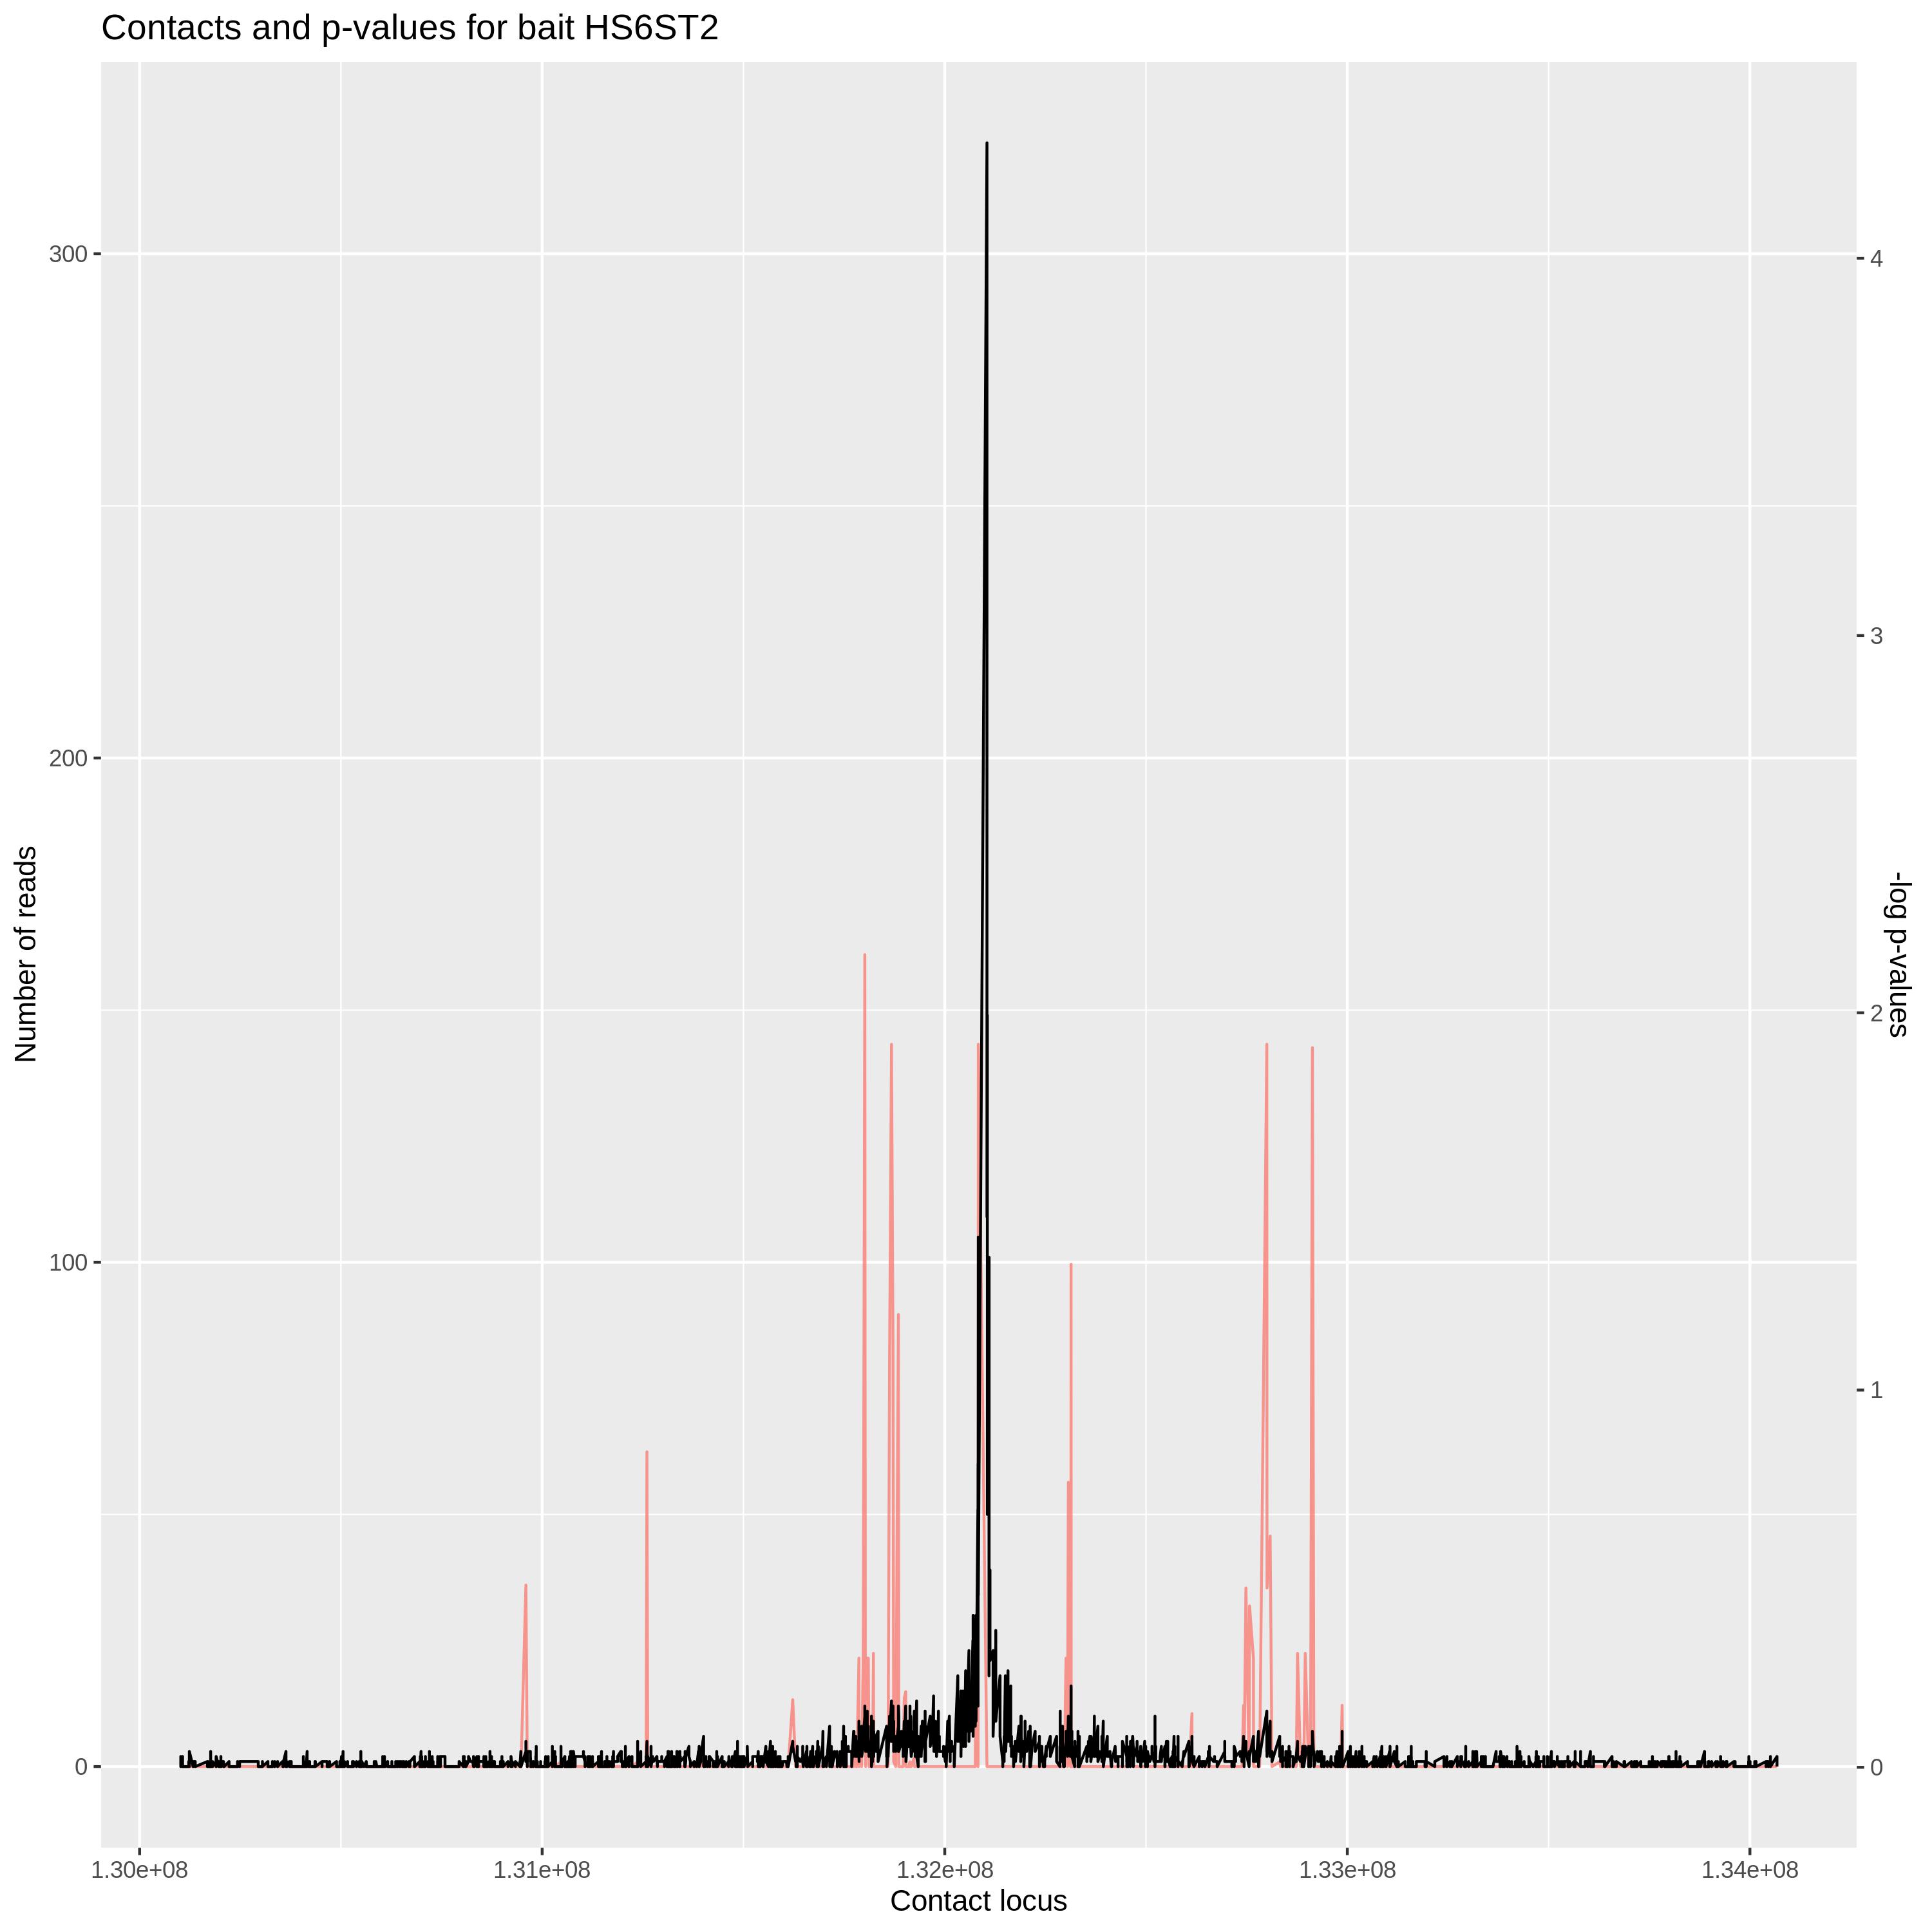 Contacts and p-values for bait HS6ST2
Number of reads
300
200
100
0
4
3
2
1
0
-log p-values
1.30e+08 1.31e+08 1.32e+08 1.33e+08 1.34e+08
Contact locus